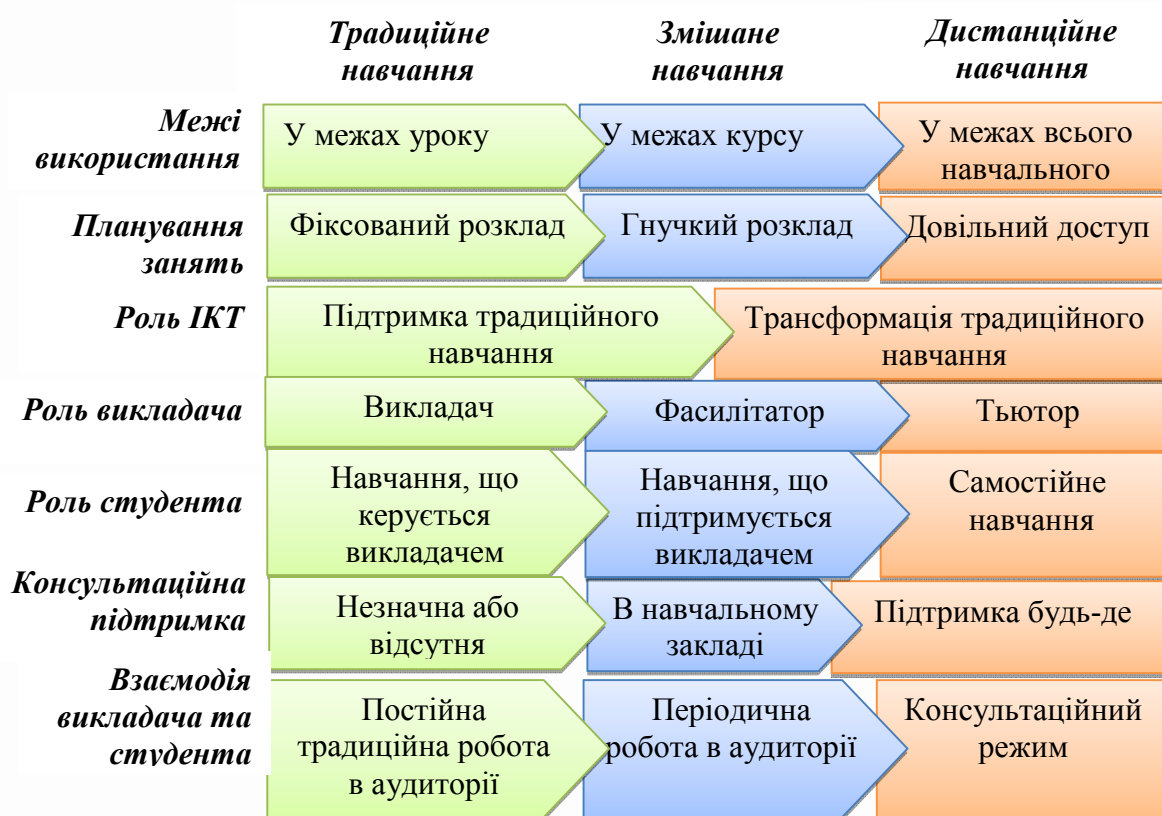 Традиційне
навчання
Змішане
навчання
Дистанційне
навчання
Межі
використання
У межах уроку
У межах курсу
У межах всього
навчального
Планування
занять
Фіксований розклад
Гнучкий розклад
Довільний доступ
Роль ІКТ
Підтримка традиційного
навчання
Трансформація традиційного
навчання
Роль викладача
Викладач
Фасилітатор
Тьютор
Роль студента
Навчання, що
керується
викладачем
Навчання, що
підтримується
викладачем
Самостійне
навчання
Консультаційна
підтримка
Незначна або
відсутня
В навчальному
закладі
Підтримка будь-де
Взаємодія
викладача та
студента
Постійна
традиційна робота
в аудиторії
Періодична
робота в аудиторії
Консультаційний
режим